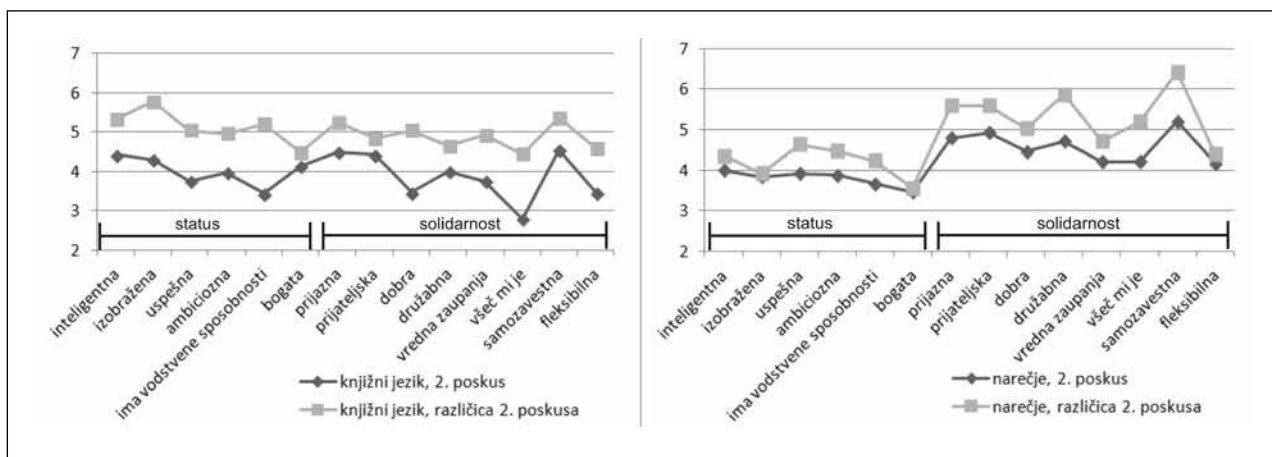 7
6
5
4
3
2
status
solidarnost
inteligentna
izobražena
uspešna
ambiciozna
ima vodstvene sposobnosti
bogata
prijazna
prijateljska
dobra
družabna
vredna zaupanja
všeč mi je
samozavestna
fleksibilna
knjižni jezik, 2. poskus
knjižni jezik, različica 2. poskusa
7
6
5
4
3
2
status
solidarnost
inteligentna
izobražena
uspešna
ambiciozna
ima vodstvene sposobnosti
bogata
prijazna
prijateljska
dobra
družabna
vredna zaupanja
všeč mi je
samozavestna
fleksibilna
narečje, 2. poskus
narečje, različica 2. poskusa